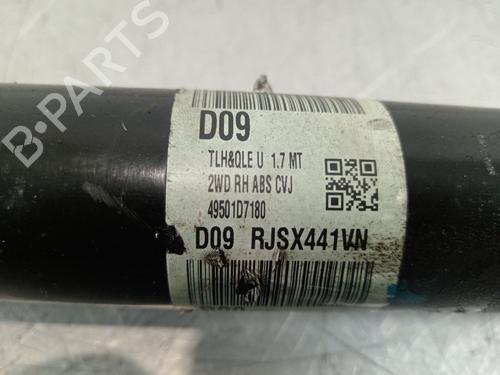 D09
TLH&QLE U 1.7 MT
2WD RH ABS CVJ
49501D7180
D09 RJSX441VN
B-PARTS